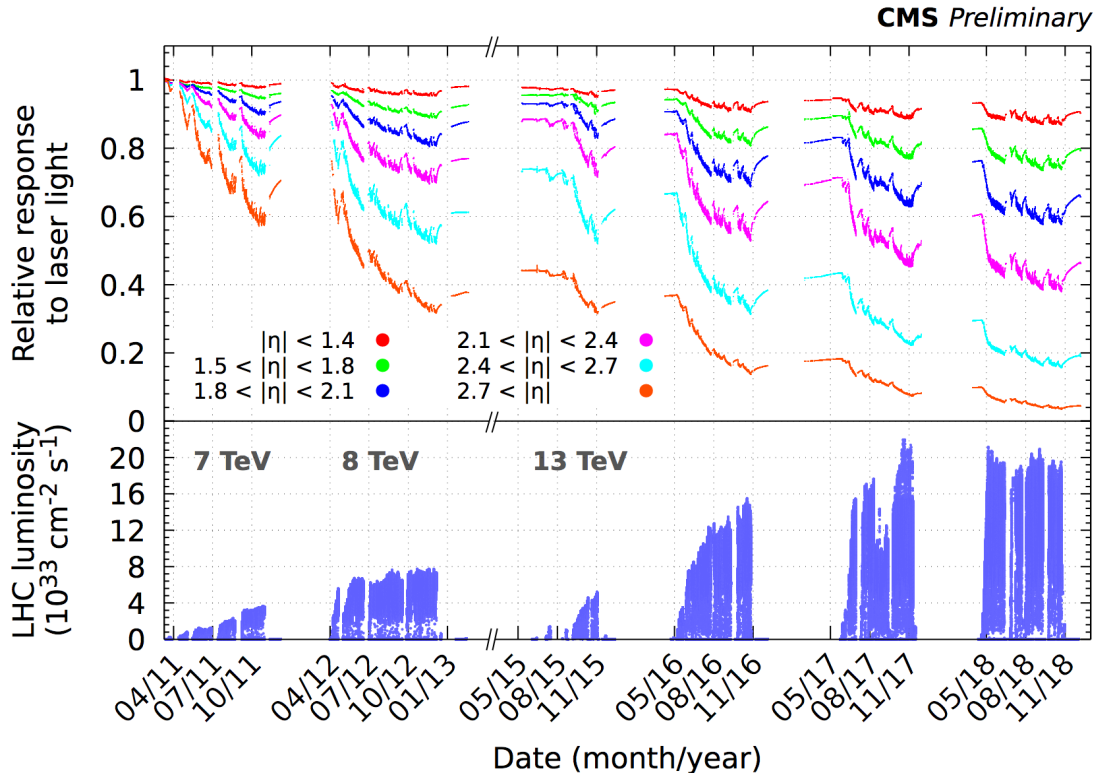 CMS Preliminary
Relative response
to laser light
1
0.8
0.6
0.4
0.2
0
|η| < 1.4
1.5 < |η| < 1.8
1.8 < |η| < 2.1
2.1 < |η| < 2.4
2.4 < |η| < 2.7
2.7 < |η|
LHC luminosity
(10³³ cm⁻² s⁻¹)
20
16
12
8
4
0
7 TeV
8 TeV
13 TeV
04/11
07/11
10/11
04/12
07/12
10/12
01/13
05/15
08/15
11/15
05/16
08/16
11/16
05/17
08/17
11/17
05/18
08/18
11/18
Date (month/year)